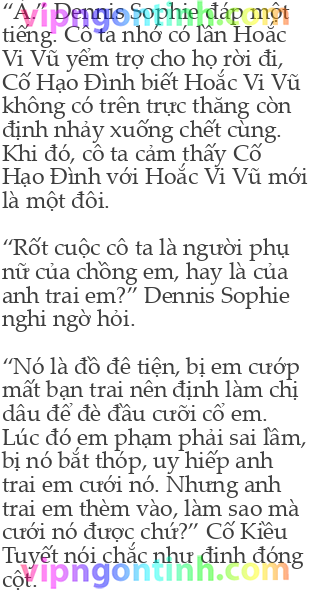 “À,” Dennis Sophie đáp một
tiếng. Cô ta nhớ có lần Hoắc
Vi Vũ yểm trợ cho họ rời đi,
Cố Hạo Đình biết Hoắc Vi Vũ
không có trên trực thăng còn
định nhảy xuống chết cùng.
Khi đó, cô ta cảm thấy Cố
Hạo Đình với Hoắc Vi Vũ mới
là một đôi.
“Rốt cuộc cô ta là người phụ
nữ của chồng em, hay là của
anh trai em?” Dennis Sophie
nghi ngờ hỏi.
“Nó là đồ đê tiện, bị em cướp
mất bạn trai nên định làm chị
dâu để đè đầu cưỡi cổ em.
Lúc đó em phạm phải sai lầm,
bị nó bắt thóp, uy hiếp anh
trai em cưới nó. Nhưng anh
trai em thèm vào, làm sao mà
cưới nó được chứ?” Cố Kiều
Tuyết nói chắc như đinh đóng
cột.
vipngontinh.com
vipngontinh.com
vipngontinh.com